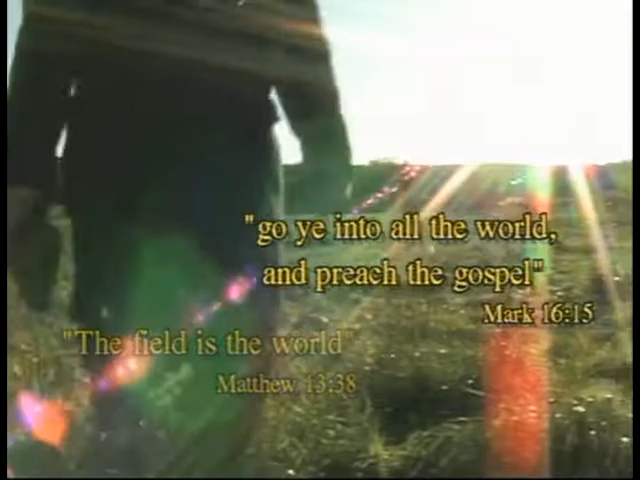 "go ye into all the world,
and preach the gospel"
Mark 16:15
"The field is the world"
Matthew 13:38